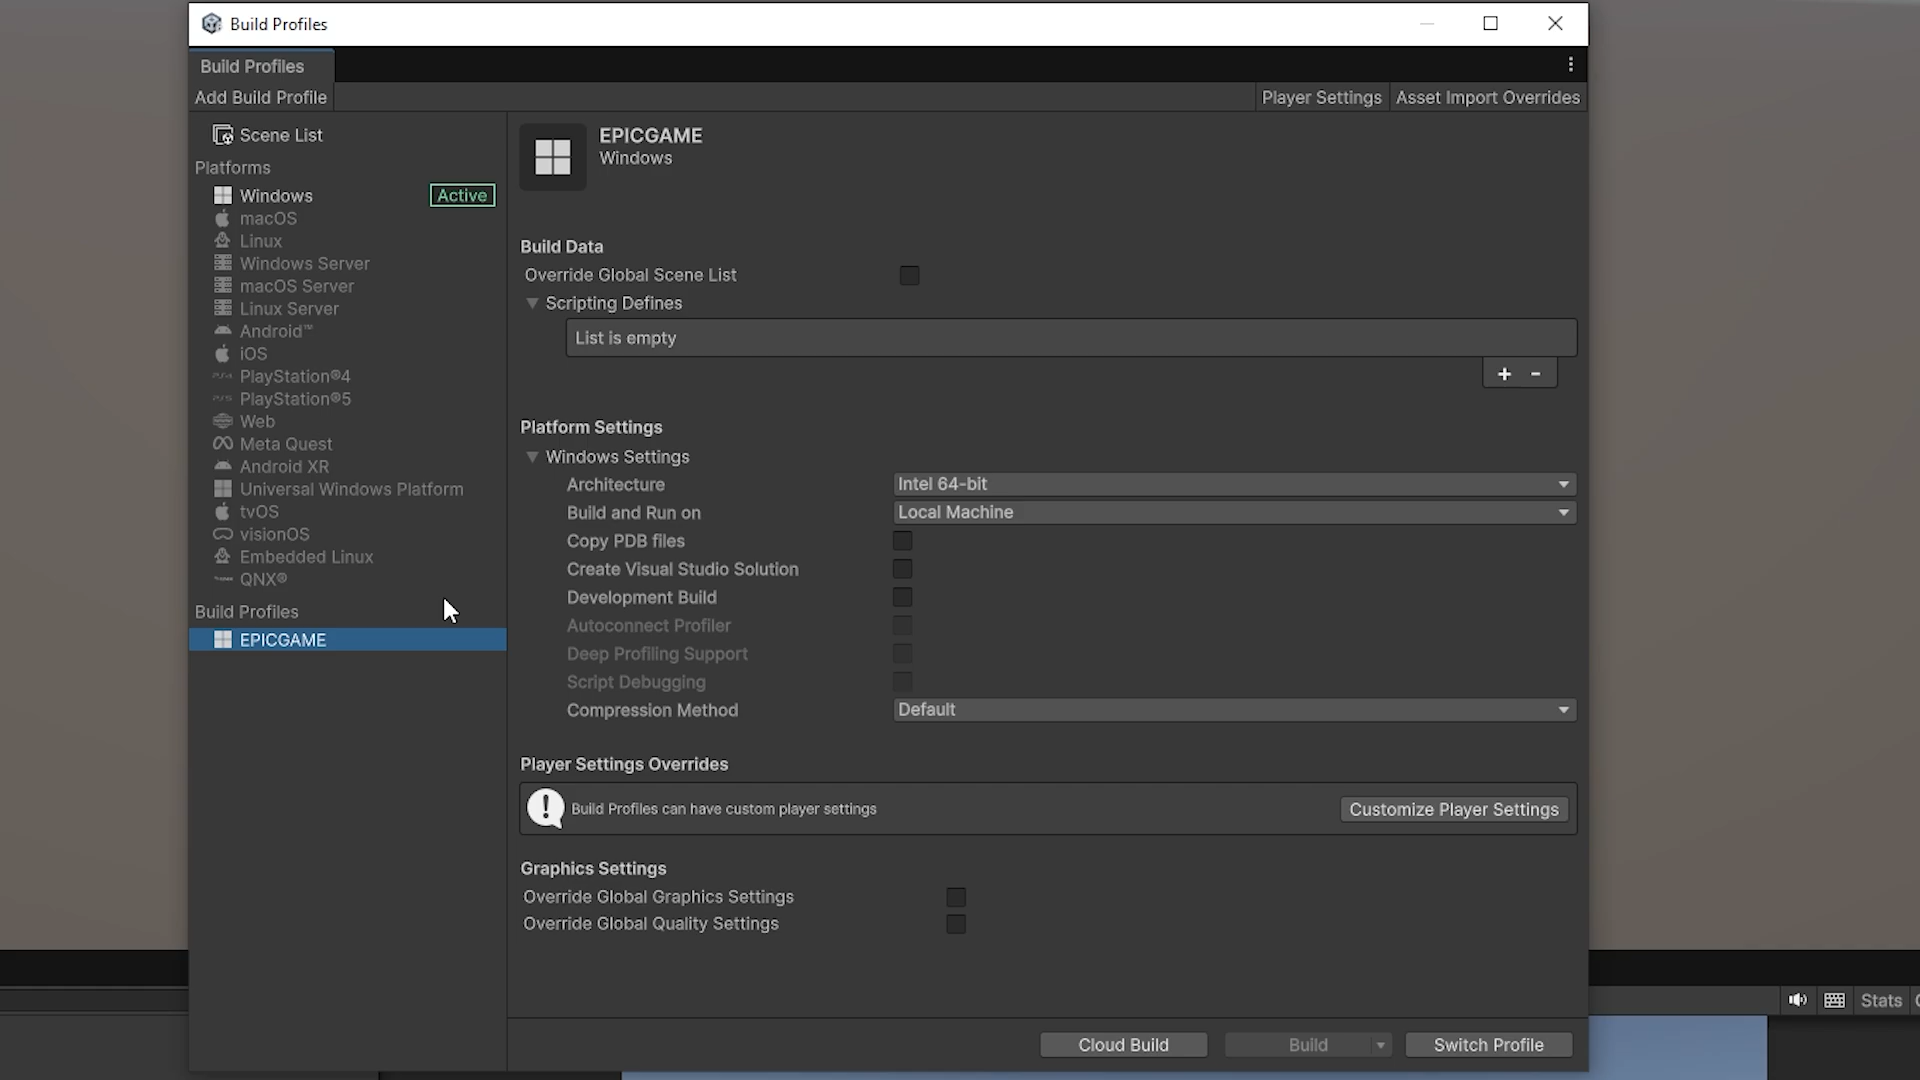 Build Profiles
Build Profiles
Add Build Profile
Player Settings
Asset Import Overrides
Scene List
Platforms
Windows
Active
macOS
Linux
Windows Server
macOS Server
Linux Server
Android™
iOS
PlayStation®4
PlayStation®5
Web
Meta Quest
Android XR
Universal Windows Platform
tvOS
visionOS
Embedded Linux
QNX®
Build Profiles
EPICGAME
EPICGAME
Windows
Build Data
Override Global Scene List
Scripting Defines
List is empty
+ -
Platform Settings
Windows Settings
Architecture
Intel 64-bit
Build and Run on
Local Machine
Copy PDB files
Create Visual Studio Solution
Development Build
Autoconnect Profiler
Deep Profiling Support
Script Debugging
Compression Method
Default
Player Settings Overrides
Build Profiles can have custom player settings
Customize Player Settings
Graphics Settings
Override Global Graphics Settings
Override Global Quality Settings
Cloud Build
Build
Switch Profile
Stats